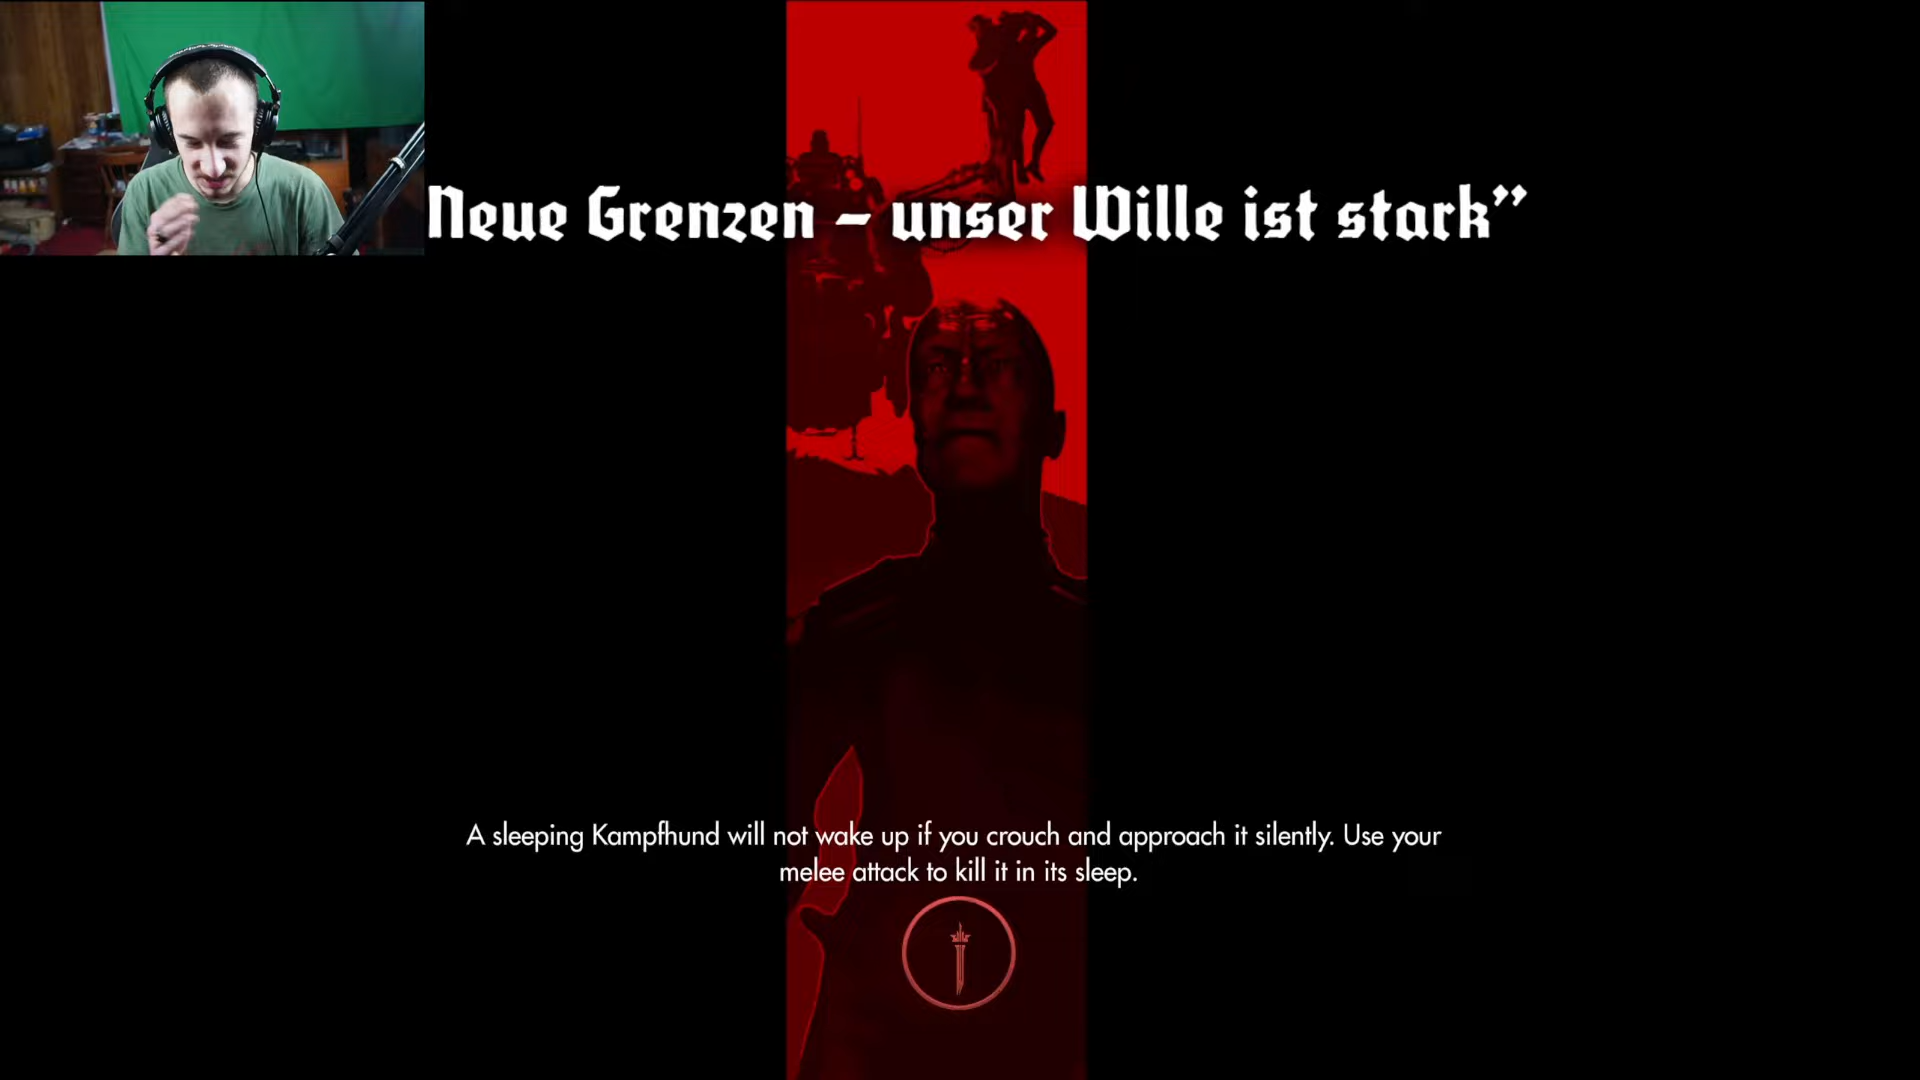 Neue Grenzen – unser Wille ist stark”
A sleeping Kampfhund will not wake up if you crouch and approach it silently. Use your
melee attack to kill it in its sleep.